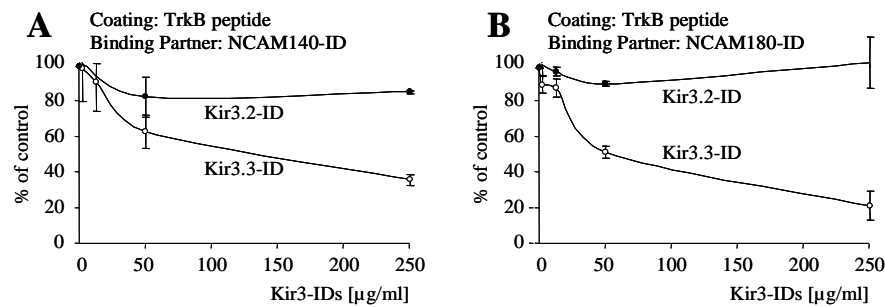 A
Coating: TrkB peptide
Binding Partner: NCAM140-ID
% of control
100
80
60
40
20
0
Kir3.2-ID
Kir3.3-ID
0 50 100 150 200 250
Kir3-IDs [µg/ml]
B
Coating: TrkB peptide
Binding Partner: NCAM180-ID
% of control
100
80
60
40
20
0
Kir3.2-ID
Kir3.3-ID
0 50 100 150 200 250
Kir3-IDs [µg/ml]